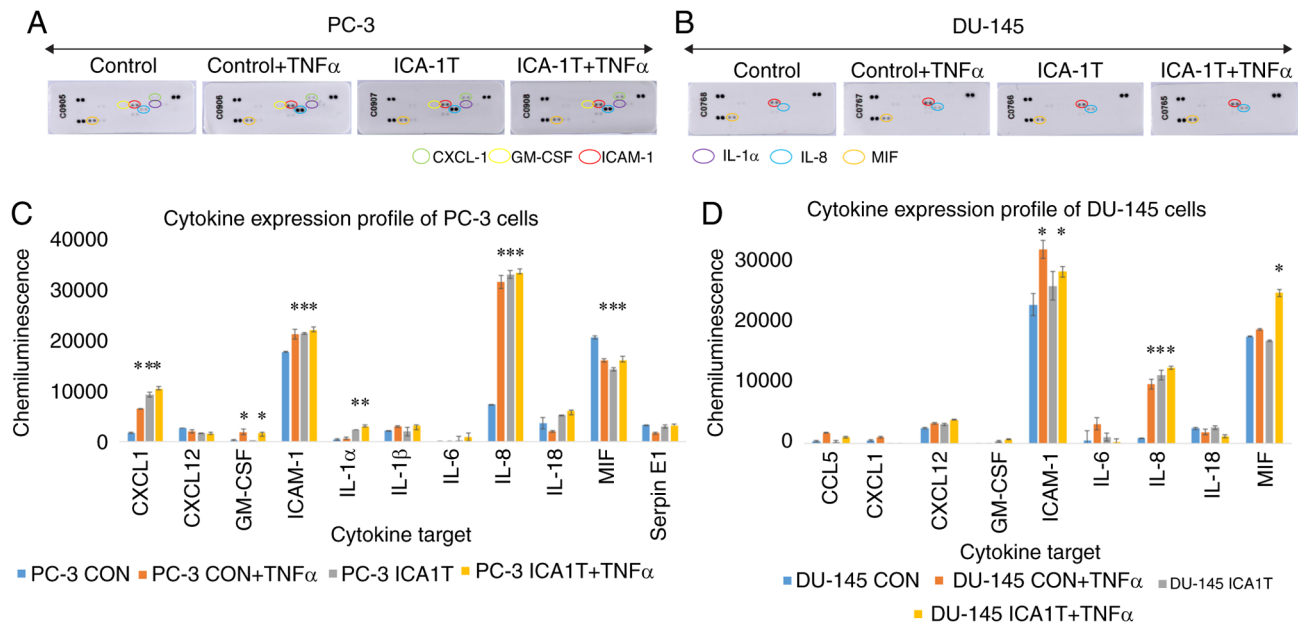 A
PC-3
Control
Control+TNFα
ICA-1T
ICA-1T+TNFα
C0905
C0906
C0907
C0908
B
DU-145
Control
Control+TNFα
ICA-1T
ICA-1T+TNFα
C0768
C0767
C0766
C0765
CXCL-1
GM-CSF
ICAM-1
IL-1α
IL-8
MIF
C
Cytokine expression profile of PC-3 cells
Chemiluminescence
40000
30000
20000
10000
0
***
* *
***
**
***
***
CXCL1
CXCL12
GM-CSF
ICAM-1
IL-1α
IL-1β
IL-6
IL-8
IL-18
MIF
Serpin E1
Cytokine target
PC-3 CON
PC-3 CON+TNFα
PC-3 ICA1T
PC-3 ICA1T+TNFα
D
Cytokine expression profile of DU-145 cells
Chemiluminescence
30000
20000
10000
0
* *
***
*
CCL5
CXCL1
CXCL12
GM-CSF
ICAM-1
IL-6
IL-8
IL-18
MIF
Cytokine target
DU-145 CON
DU-145 CON+TNFα
DU-145 ICA1T
DU-145 ICA1T+TNFα